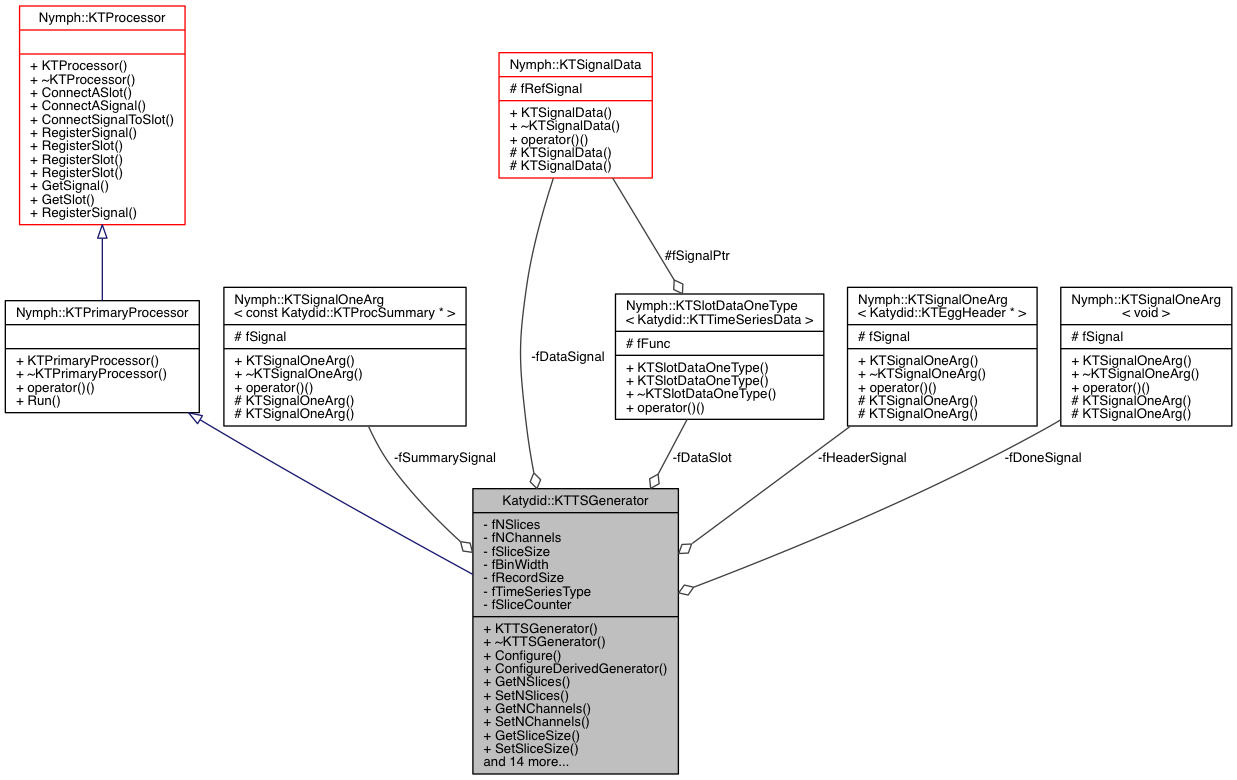 Nymph::KTProcessor
+ KTProcessor()
+ ~KTProcessor()
+ ConnectASlot()
+ ConnectASignal()
+ ConnectSignalToSlot()
+ RegisterSignal()
+ RegisterSlot()
+ RegisterSlot()
+ RegisterSlot()
+ GetSignal()
+ GetSlot()
+ RegisterSignal()
Nymph::KTSignalData
# fRefSignal
+ KTSignalData()
+ ~KTSignalData()
+ operator()()
# KTSignalData()
# KTSignalData()
#fSignalPtr
Nymph::KTPrimaryProcessor
+ KTPrimaryProcessor()
+ ~KTPrimaryProcessor()
+ operator()()
+ Run()
Nymph::KTSignalOneArg
< const Katydid::KTProcSummary * >
# fSignal
+ KTSignalOneArg()
+ ~KTSignalOneArg()
+ operator()()
# KTSignalOneArg()
# KTSignalOneArg()
-fDataSignal
Nymph::KTSlotDataOneType
< Katydid::KTTimeSeriesData >
# fFunc
+ KTSlotDataOneType()
+ KTSlotDataOneType()
+ ~KTSlotDataOneType()
+ operator()()
Nymph::KTSignalOneArg
< Katydid::KTEggHeader * >
# fSignal
+ KTSignalOneArg()
+ ~KTSignalOneArg()
+ operator()()
# KTSignalOneArg()
# KTSignalOneArg()
Nymph::KTSignalOneArg
< void >
# fSignal
+ KTSignalOneArg()
+ ~KTSignalOneArg()
+ operator()()
# KTSignalOneArg()
# KTSignalOneArg()
-fSummarySignal
-fDataSlot
-fHeaderSignal
-fDoneSignal
Katydid::KTTSGenerator
- fNSlices
- fNChannels
- fSliceSize
- fBinWidth
- fRecordSize
- fTimeSeriesType
- fSliceCounter
+ KTTSGenerator()
+ ~KTTSGenerator()
+ Configure()
+ ConfigureDerivedGenerator()
+ GetNSlices()
+ SetNSlices()
+ GetNChannels()
+ SetNChannels()
+ GetSliceSize()
+ SetSliceSize()
and 14 more...